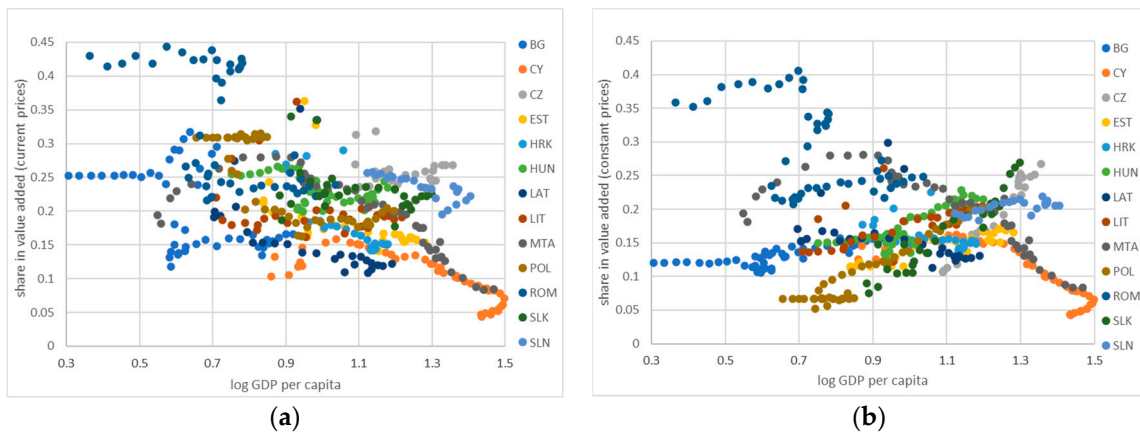 0.45
0.4
0.35
0.3
0.25
0.2
0.15
0.1
0.05
0
share in value added (current prices)
0.3 0.5 0.7 0.9 1.1 1.3 1.5
log GDP per capita
BG
CY
CZ
EST
HRK
HUN
LAT
LIT
MTA
POL
ROM
SLK
SLN
(a)
0.45
0.4
0.35
0.3
0.25
0.2
0.15
0.1
0.05
0
share in value added (constant prices)
0.3 0.5 0.7 0.9 1.1 1.3 1.5
log GDP per capita
BG
CY
CZ
EST
HRK
HUN
LAT
LIT
MTA
POL
ROM
SLK
SLN
(b)